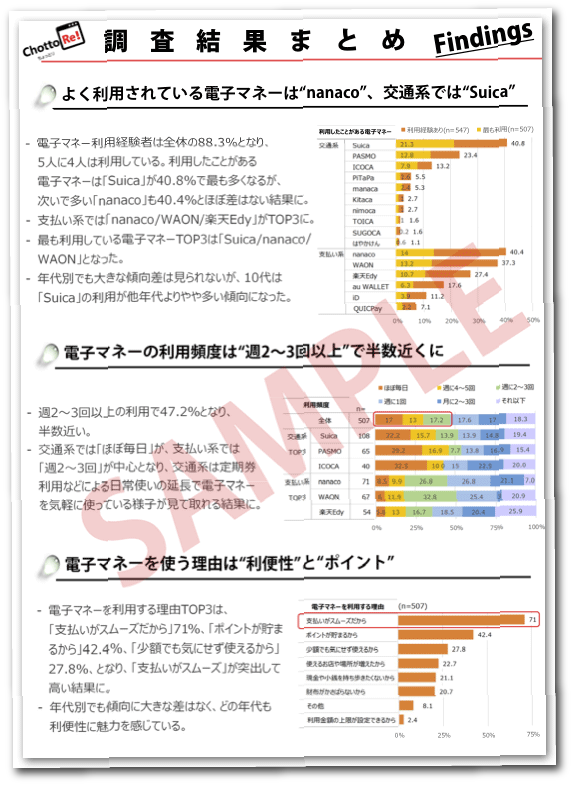 ChottoRe!
ちょっリサ
調査結果まとめ Findings
よく利用されている電子マネーは“nanaco”、交通系では“Suica”
- 電子マネー利用経験者は全体の88.3%となり、
5人に4人は利用している。利用したことがある
電子マネーは「Suica」が40.8%で最も多くなるが、
次いで多い「nanaco」も40.4%とほぼ差はない結果に。
- 支払い系では「nanaco/WAON/楽天Edy」がTOP3に。
- 最も利用している電子マネーTOP3は「Suica/nanaco/
WAON」となった。
- 年代別でも大きな傾向差は見られないが、10代は
「Suica」の利用が他年代よりやや多い傾向になった。
利用したことがある電子マネー 利用経験あり(n=547) 最も利用(n=507)
交通系 Suica 21.3 40.8
PASMO 12.8 23.4
ICOCA 7.9 13.2
PiTaPa 5.5
manaca 5.3
Kitaca 2.7
nimoca 2.7
TOICA 1.6
SUGOCA 1.6
はやかけん 1.1
支払い系 nanaco 14 40.4
WAON 13.2 37.3
楽天Edy 10.7 27.4
au WALLET 6.3 17.6
iD 11.2
QUICPay 7.1
0% 10% 20% 30% 40% 50%
電子マネーの利用頻度は“週2～3回以上”で半数近くに
- 週2～3回以上の利用で47.2%となり、
半数近い。
- 交通系では「ほぼ毎日」が、支払い系では
「週2～3回」が中心となり、交通系は定期券
利用などによる日常使いの延長で電子マネー
を気軽に使っている様子が見て取れる結果に。
利用頻度 n=
ほぼ毎日 週に4～5回 週に2～3回
週に1回 月に2～3回 それ以下
全体 507 17 13 17.2 17.6 17 18.3
交通系TOP3 Suica 108 22.2 15.7 13.9 13.9 14.8 19.4
PASMO 65 29.2 16.9 7.7 13.8 16.9 15.4
ICOCA 40 32.5 10 15 22.5 20.0
支払い系TOP3 nanaco 71 8.5 9.9 26.8 26.8 21.1 7.0
WAON 67 11.9 32.8 25.4 20.9
楽天Edy 54 13 16.7 18.5 20.4 25.9
0% 25% 50% 75% 100%
電子マネーを使う理由は“利便性”と“ポイント”
- 電子マネーを利用する理由TOP3は、
「支払いがスムーズだから」71%、「ポイントが貯ま
るから」42.4%、「少額でも気にせず使えるから」
27.8%、となり、「支払いがスムーズ」が突出して
高い結果に。
- 年代別でも傾向に大きな差はなく、どの年代も
利便性に魅力を感じている。
電子マネーを利用する理由 (n=507)
支払いがスムーズだから 71
ポイントが貯まるから 42.4
少額でも気にせず使えるから 27.8
使えるお店や場所が増えたから 22.7
現金や小銭を持ち歩きたくないから 21.1
財布がかさばらないから 20.7
その他 8.1
利用金額の上限が設定できるから 2.4
0% 25% 50% 75%
SAMPLE